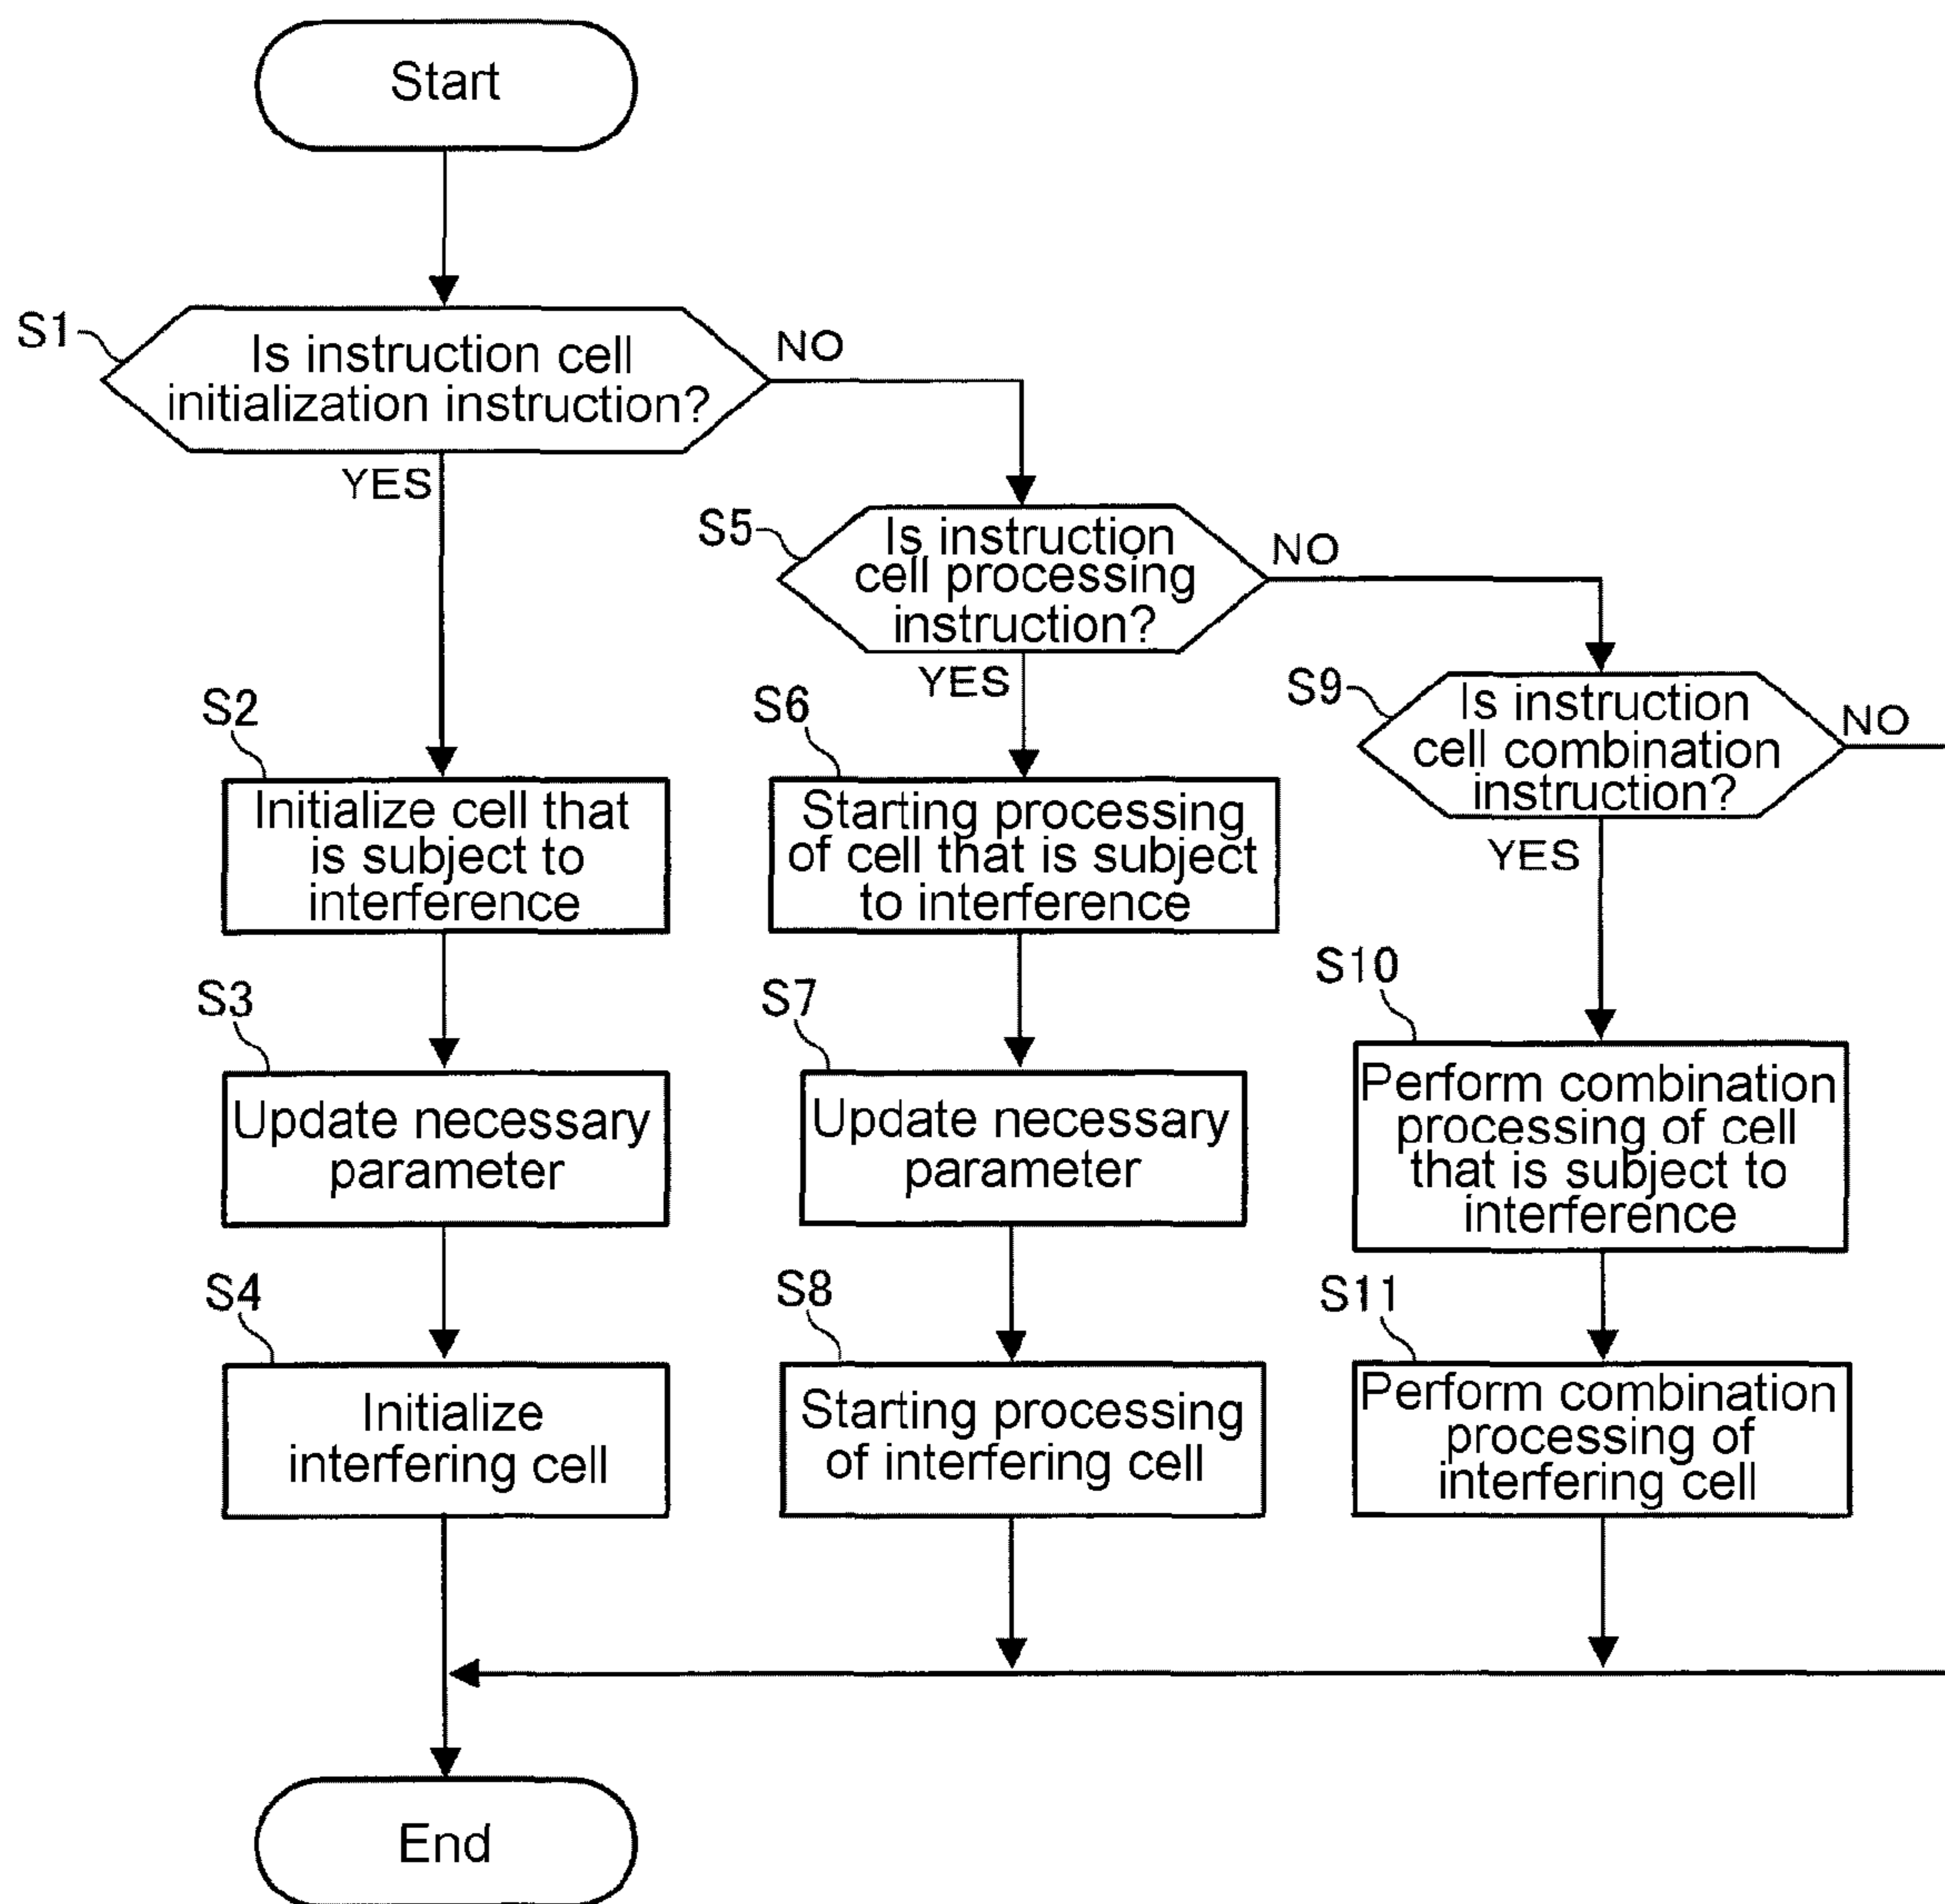 Start
S1
Is instruction cell
initialization instruction?
NO
YES
S5
Is instruction
cell processing
instruction?
NO
YES
S9
Is instruction
cell combination
instruction?
NO
YES
S2
Initialize cell that
is subject to
interference
S6
Starting processing
of cell that is subject
to interference
S10
Perform combination
processing of cell
that is subject to
interference
S3
Update necessary
parameter
S7
Update necessary
parameter
S4
Initialize
interfering cell
S8
Starting processing
of interfering cell
S11
Perform combination
processing of
interfering cell
End